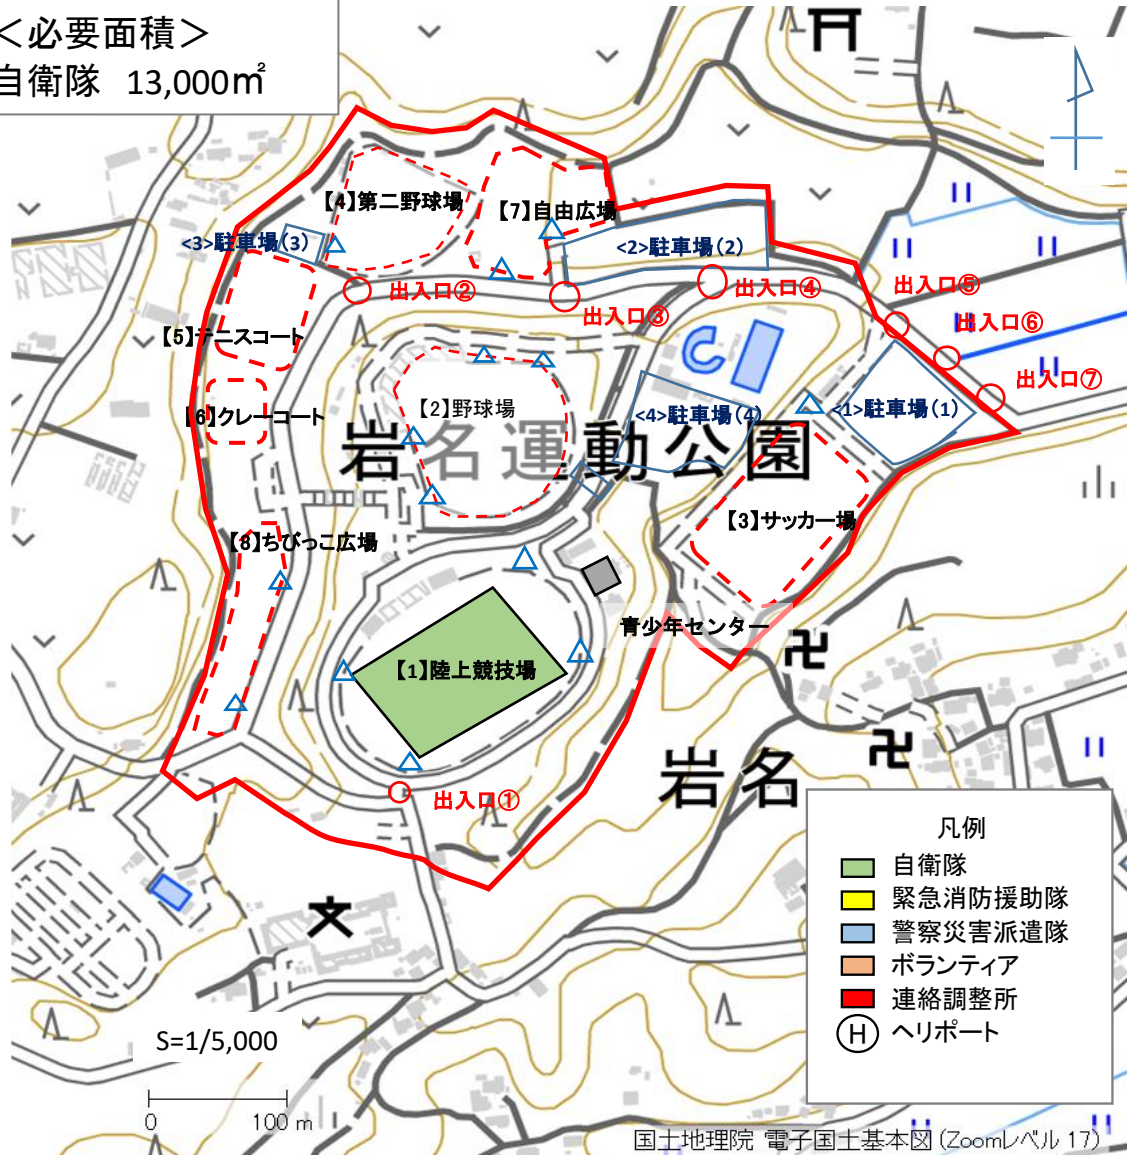 ＜必要面積＞
自衛隊 13,000㎡
【4】第二野球場
【7】自由広場
<3>駐車場(3)
<2>駐車場(2)
出入口②
出入口③
出入口④
出入口⑤
出入口⑥
出入口⑦
【5】テニスコート
【6】クレーコート
【2】野球場
<4>駐車場(4)
<1>駐車場(1)
岩名運動公園
【3】サッカー場
【8】ちびっこ広場
青少年センター
【1】陸上競技場
岩名
出入口①
凡例
自衛隊
緊急消防援助隊
警察災害派遣隊
ボランティア
連絡調整所
Ⓗ ヘリポート
S=1/5,000
0 100 m
国土地理院 電子国土基本図 (Zoomレベル 17)